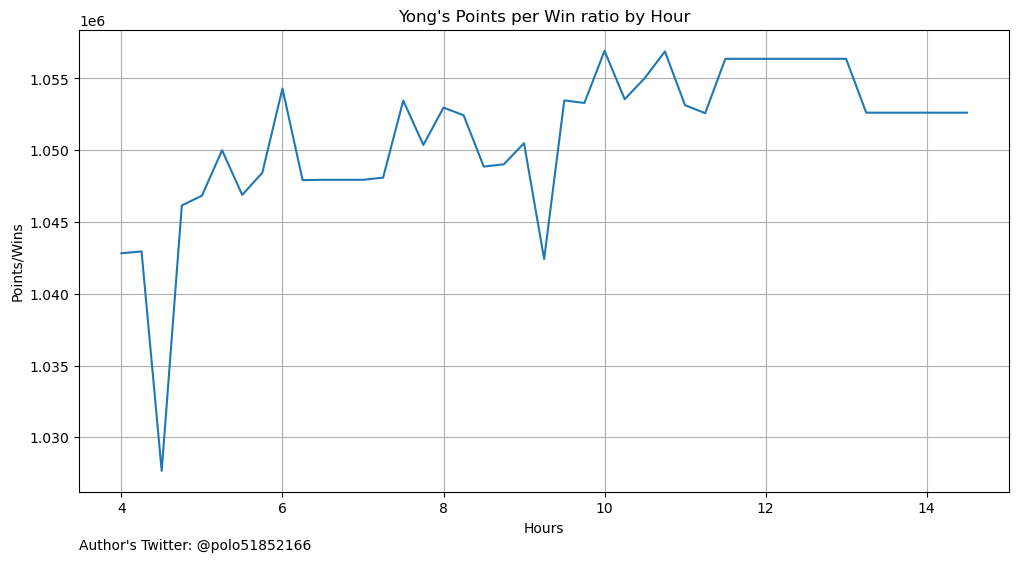 Yong's Points per Win ratio by Hour
1e6
1.055
1.050
1.045
1.040
1.035
1.030
Points/Wins
4 6 8 10 12 14
Hours
Author's Twitter: @polo51852166